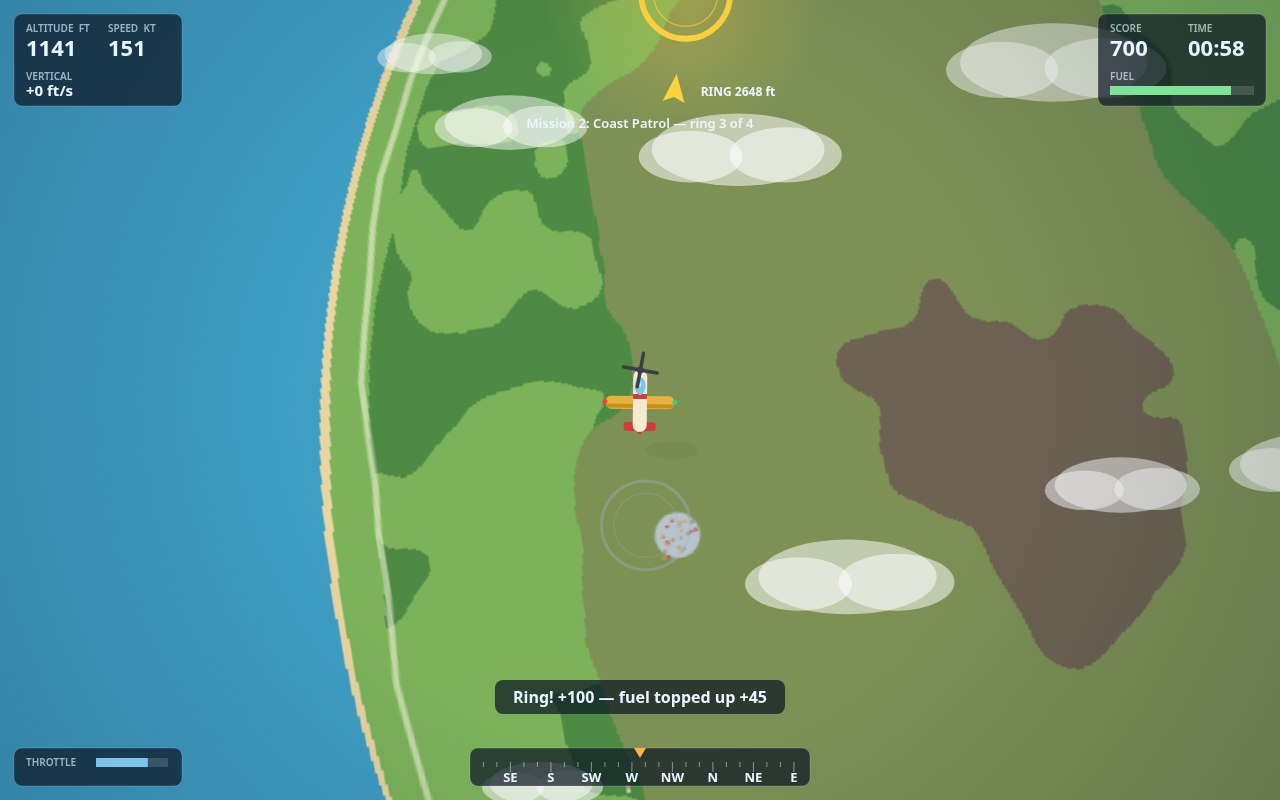 ALTITUDE FT
SPEED KT
1141
151
VERTICAL
+0 ft/s
SCORE
TIME
700
00:58
FUEL
RING 2648 ft
Mission 2: Coast Patrol — ring 3 of 4
Ring! +100 — fuel topped up +45
THROTTLE
SE S SW W NW N NE E